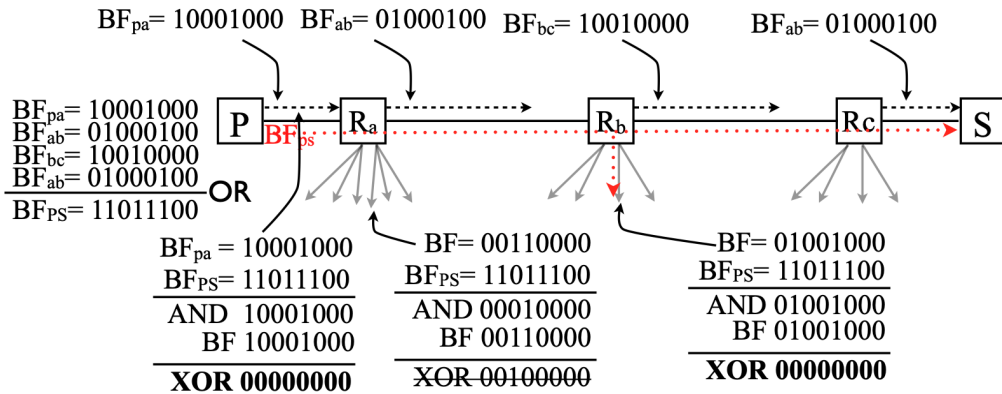 BFpa= 10001000
BFab= 01000100
BFbc= 10010000
BFab= 01000100
BFpa= 10001000
BFab= 01000100
BFbc= 10010000
BFab= 01000100
OR
BFPS= 11011100
P
BFps
Ra
Rb
Rc
S
BFpa = 10001000
BFPS= 11011100
AND 10001000
BF 10001000
XOR 00000000
BF= 00110000
BFPS= 11011100
AND 00010000
BF 00110000
XOR 00100000
BF= 01001000
BFPS= 11011100
AND 01001000
BF 01001000
XOR 00000000